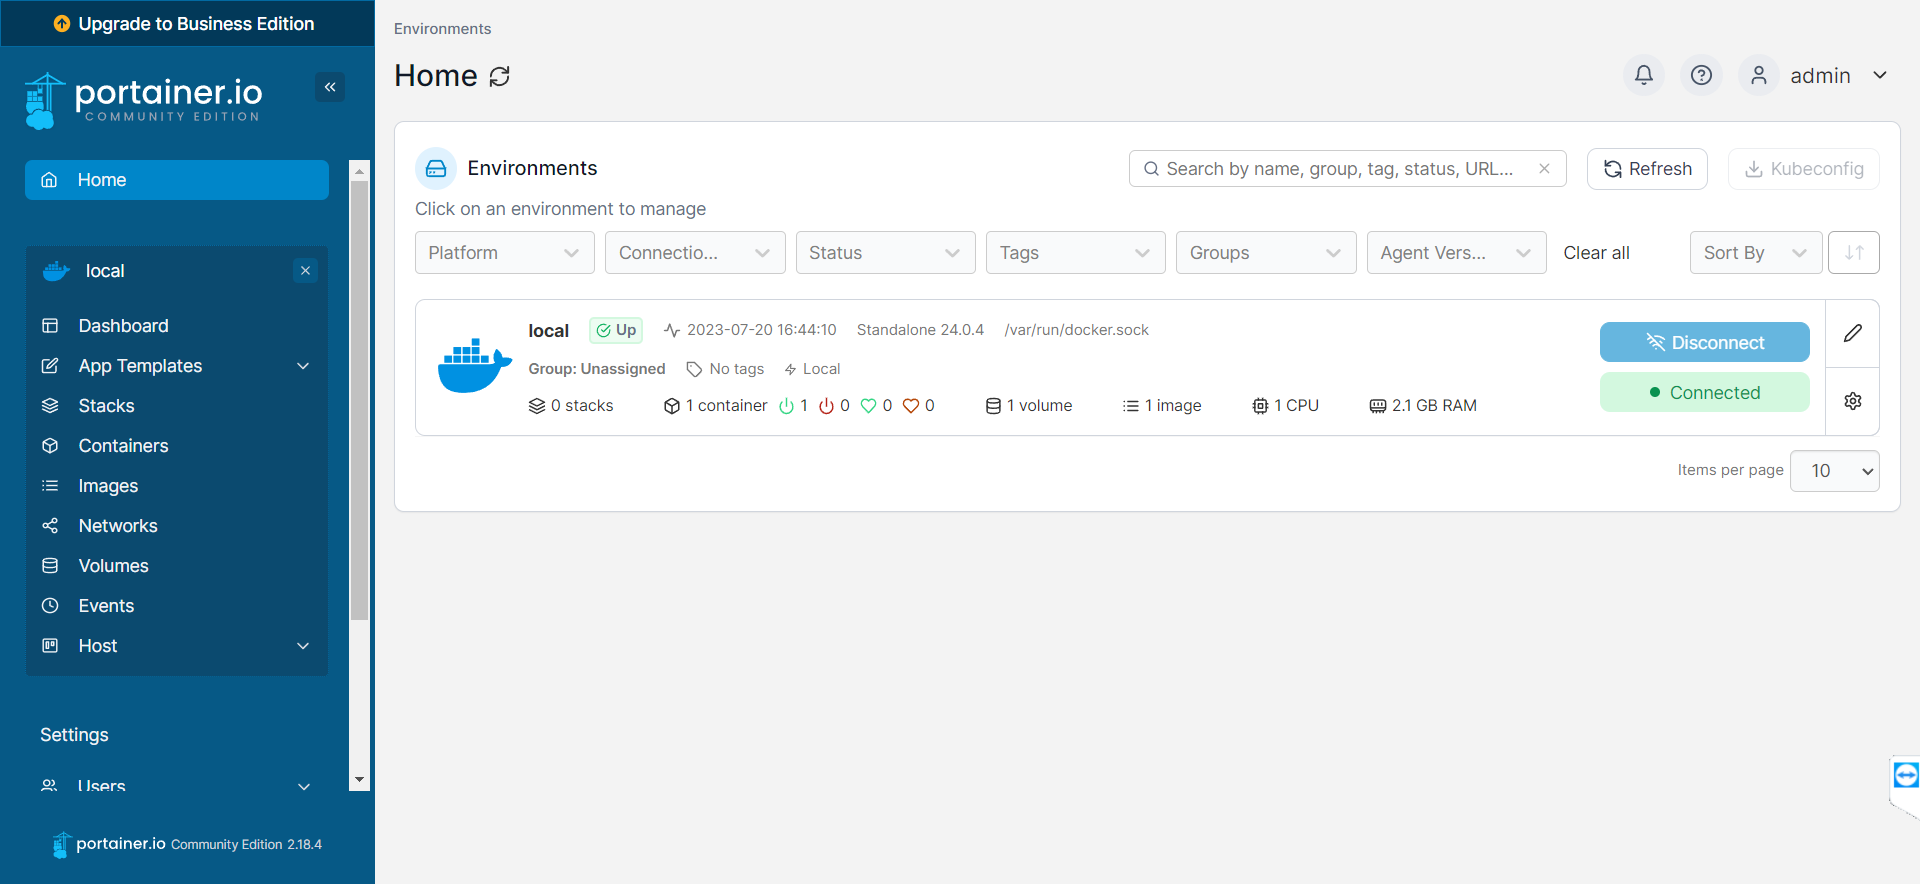 Upgrade to Business Edition
portainer.io
COMMUNITY EDITION
Home
local
Dashboard
App Templates
Stacks
Containers
Images
Networks
Volumes
Events
Host
Settings
Users
portainer.io Community Edition 2.18.4
Environments
Home
admin
Environments
Search by name, group, tag, status, URL...
Refresh
Kubeconfig
Click on an environment to manage
Platform
Connectio...
Status
Tags
Groups
Agent Vers...
Clear all
Sort By
local Up 2023-07-20 16:44:10 Standalone 24.0.4 /var/run/docker.sock
Group: Unassigned No tags Local
0 stacks 1 container 1 0 0 0 1 volume 1 image 1 CPU 2.1 GB RAM
Disconnect
Connected
Items per page 10